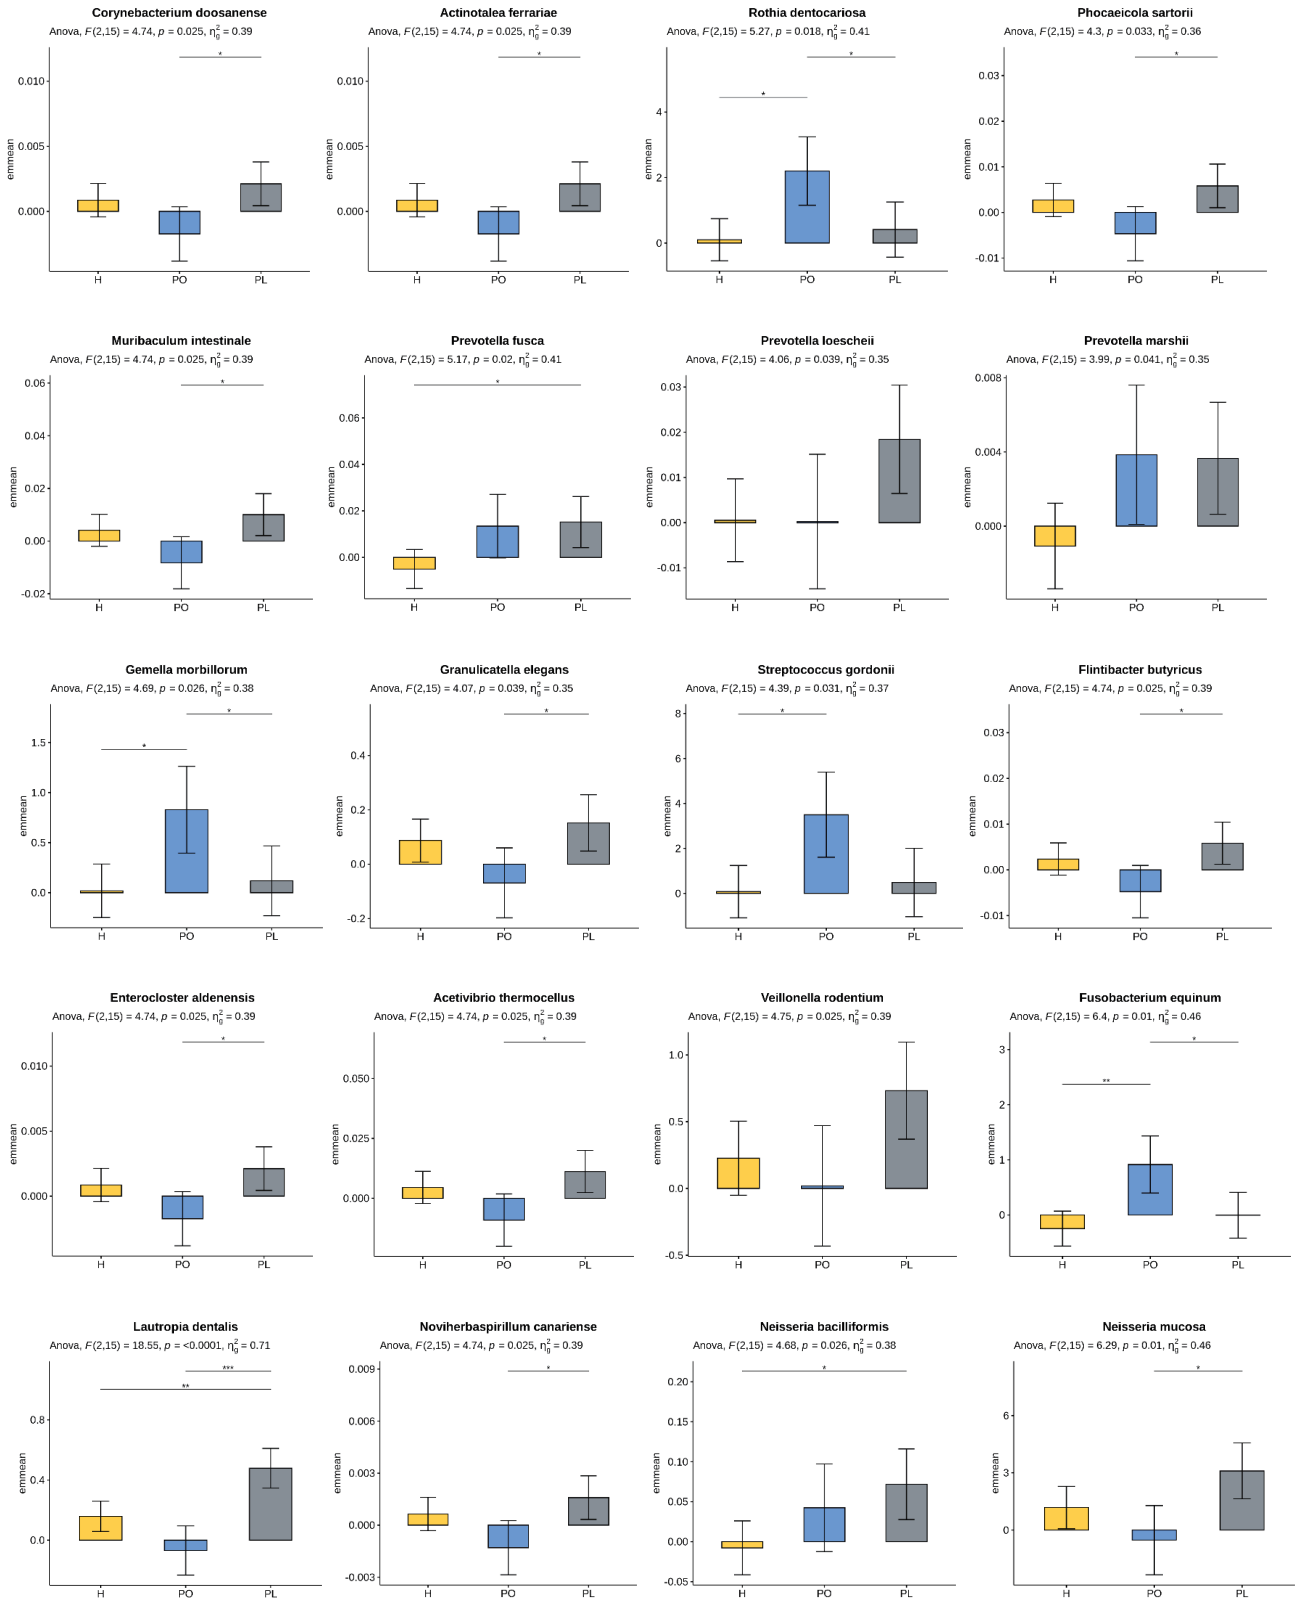 Corynebacterium doosanense
Anova, F(2,15) = 4.74, p = 0.025, η²g = 0.39
*
0.010
0.005
0.000
emmean
H PO PL
Actinotalea ferrariae
Anova, F(2,15) = 4.74, p = 0.025, η²g = 0.39
*
0.010
0.005
0.000
emmean
H PO PL
Rothia dentocariosa
Anova, F(2,15) = 5.27, p = 0.018, η²g = 0.41
*
*
4
2
0
emmean
H PO PL
Phocaeicola sartorii
Anova, F(2,15) = 4.3, p = 0.033, η²g = 0.36
*
0.03
0.02
0.01
0.00
-0.01
emmean
H PO PL
Muribaculum intestinale
Anova, F(2,15) = 4.74, p = 0.025, η²g = 0.39
*
0.06
0.04
0.02
0.00
-0.02
emmean
H PO PL
Prevotella fusca
Anova, F(2,15) = 5.17, p = 0.02, η²g = 0.41
*
0.06
0.04
0.02
0.00
emmean
H PO PL
Prevotella loescheii
Anova, F(2,15) = 4.06, p = 0.039, η²g = 0.35
0.03
0.02
0.01
0.00
-0.01
emmean
H PO PL
Prevotella marshii
Anova, F(2,15) = 3.99, p = 0.041, η²g = 0.35
0.008
0.004
0.000
emmean
H PO PL
Gemella morbillorum
Anova, F(2,15) = 4.69, p = 0.026, η²g = 0.38
*
*
1.5
1.0
0.5
0.0
emmean
H PO PL
Granulicatella elegans
Anova, F(2,15) = 4.07, p = 0.039, η²g = 0.35
*
0.4
0.2
0.0
-0.2
emmean
H PO PL
Streptococcus gordonii
Anova, F(2,15) = 4.39, p = 0.031, η²g = 0.37
*
8
6
4
2
0
emmean
H PO PL
Flintibacter butyricus
Anova, F(2,15) = 4.74, p = 0.025, η²g = 0.39
*
0.03
0.02
0.01
0.00
-0.01
emmean
H PO PL
Enterocloster aldenensis
Anova, F(2,15) = 4.74, p = 0.025, η²g = 0.39
*
0.010
0.005
0.000
emmean
H PO PL
Acetivibrio thermocellus
Anova, F(2,15) = 4.74, p = 0.025, η²g = 0.39
*
0.050
0.025
0.000
emmean
H PO PL
Veillonella rodentium
Anova, F(2,15) = 4.75, p = 0.025, η²g = 0.39
1.0
0.5
0.0
-0.5
emmean
H PO PL
Fusobacterium equinum
Anova, F(2,15) = 6.4, p = 0.01, η²g = 0.46
*
**
3
2
1
0
emmean
H PO PL
Lautropia dentalis
Anova, F(2,15) = 18.55, p = <0.0001, η²g = 0.71
***
**
0.8
0.4
0.0
emmean
H PO PL
Noviherbaspirillum canariense
Anova, F(2,15) = 4.74, p = 0.025, η²g = 0.39
*
0.009
0.006
0.003
0.000
-0.003
emmean
H PO PL
Neisseria bacilliformis
Anova, F(2,15) = 4.68, p = 0.026, η²g = 0.38
*
0.20
0.15
0.10
0.05
0.00
-0.05
emmean
H PO PL
Neisseria mucosa
Anova, F(2,15) = 6.29, p = 0.01, η²g = 0.46
*
6
3
0
emmean
H PO PL